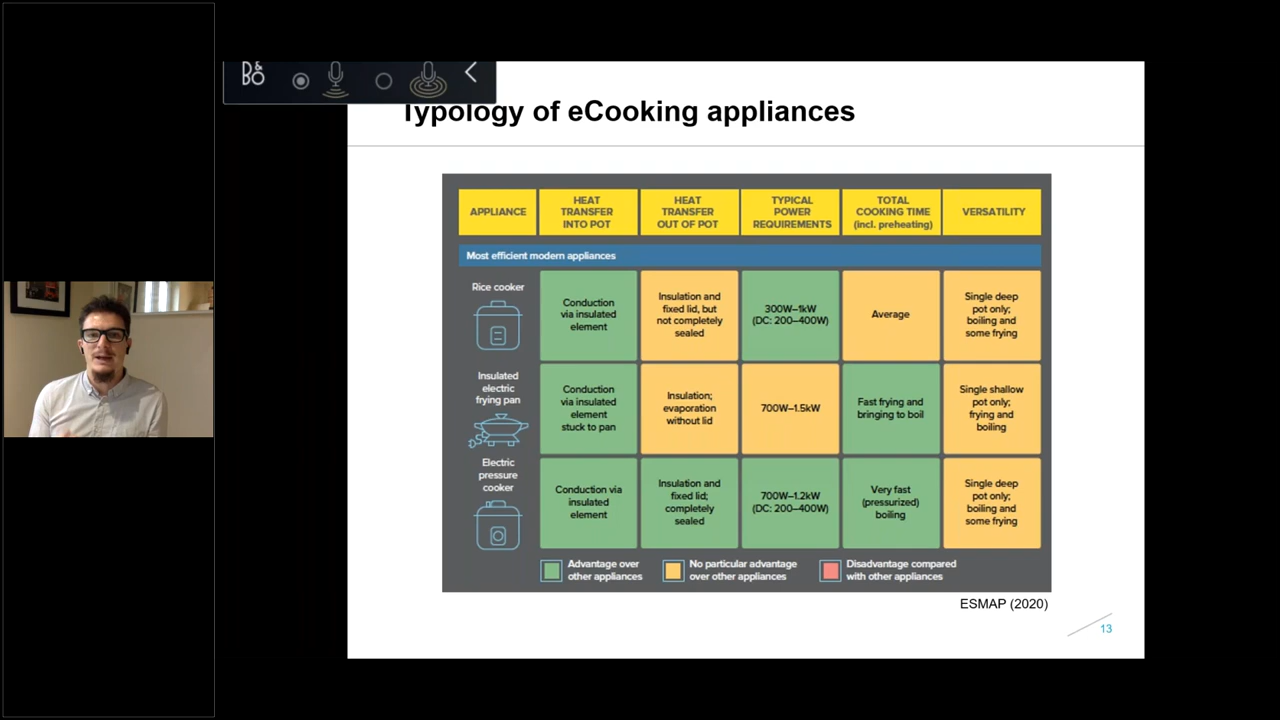 B&
BO
Typology of eCooking appliances
APPLIANCE
HEAT
TRANSFER
INTO POT
HEAT
TRANSFER
OUT OF POT
TYPICAL
POWER
REQUIREMENTS
TOTAL
COOKING TIME
(incl. preheating)
VERSATILITY
Most efficient modern appliances
Rice cooker
Conduction
via insulated
element
Insulation and
fixed lid, but
not completely
sealed
300W–1kW
(DC: 200–400W)
Average
Single deep
pot only;
boiling and
some frying
Insulated
electric
frying pan
Conduction
via insulated
element
stuck to pan
Insulation;
evaporation
without lid
700W–1.5kW
Fast frying and
bringing to boil
Single shallow
pot only;
frying and
boiling
Electric
pressure
cooker
Conduction via
insulated
element
Insulation and
fixed lid;
completely
sealed
700W–1.2kW
(DC: 200–400W)
Very fast
(pressurized)
boiling
Single deep
pot only;
boiling and
some frying
Advantage over
other appliances
No particular advantage
over other appliances
Disadvantage compared
with other appliances
ESMAP (2020)
13